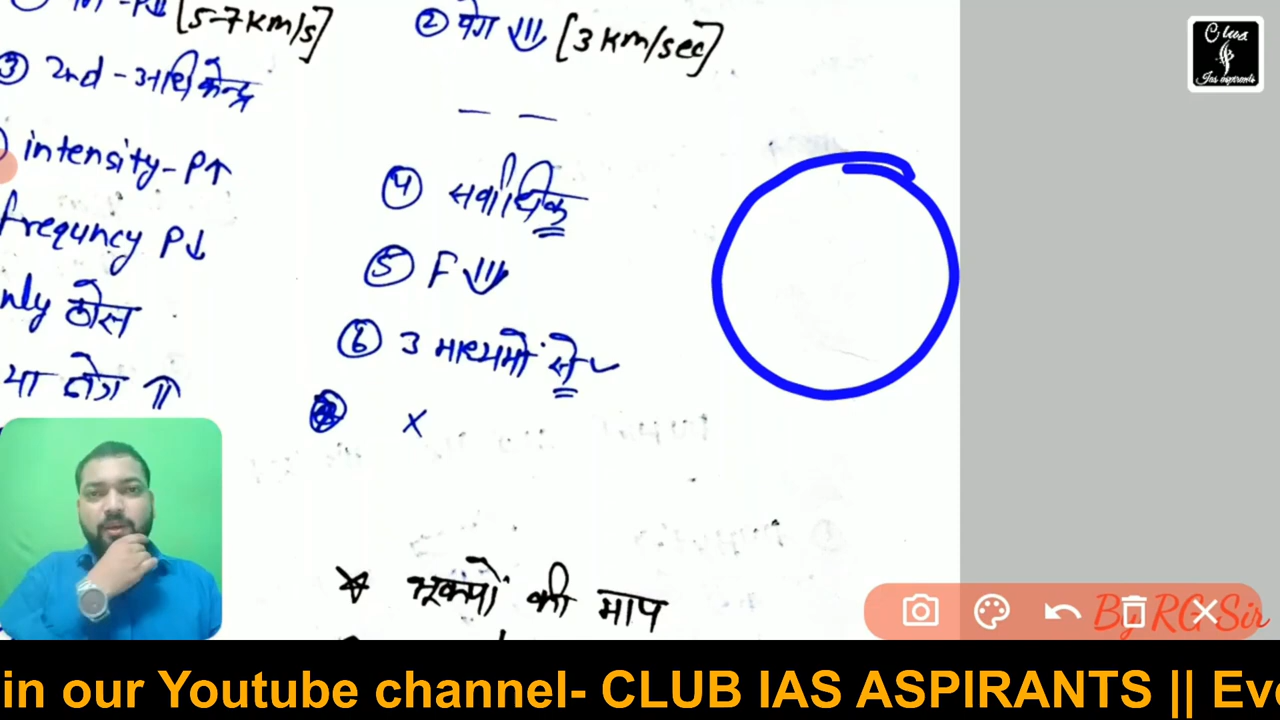 [5-7km/s]
③ 2nd - अधिकेन्द्र
intensity - P↑
frequncy P↓
nly ठोस
② वेग ↓↓↓ [3 km/sec]
— —
④ सर्वाधिक
⑤ F ↓↓↓
⑥ 3 माध्यमों से ✓
x
* भूकंपों की माप
Club
Ias aspirants
By RG Sir
in our Youtube channel- CLUB IAS ASPIRANTS || Eve